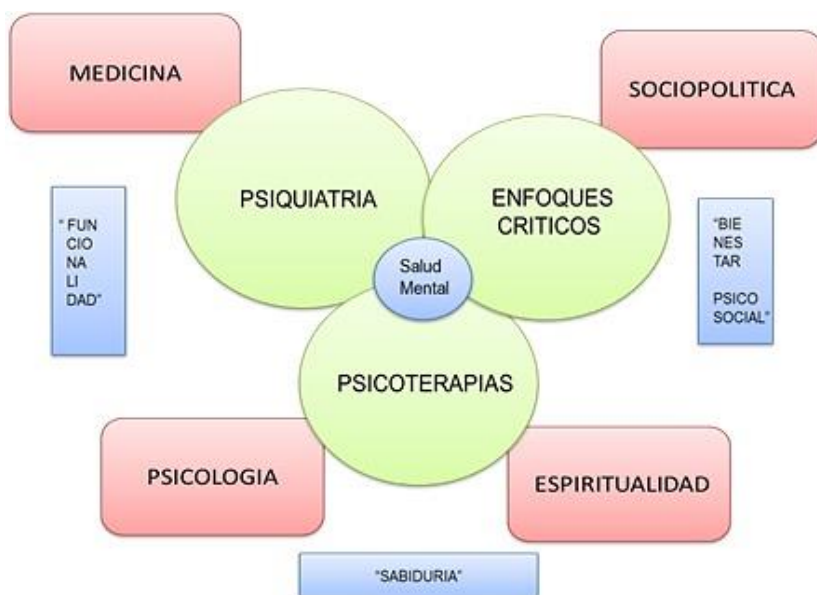 MEDICINA
SOCIOPOLITICA
PSIQUIATRIA
ENFOQUES
CRITICOS
“ FUN
CIO
NA
LI
DAD”
“BIE
NES
TAR
PSICO
SOCIAL”
Salud
Mental
PSICOTERAPIAS
PSICOLOGIA
ESPIRITUALIDAD
“SABIDURIA”